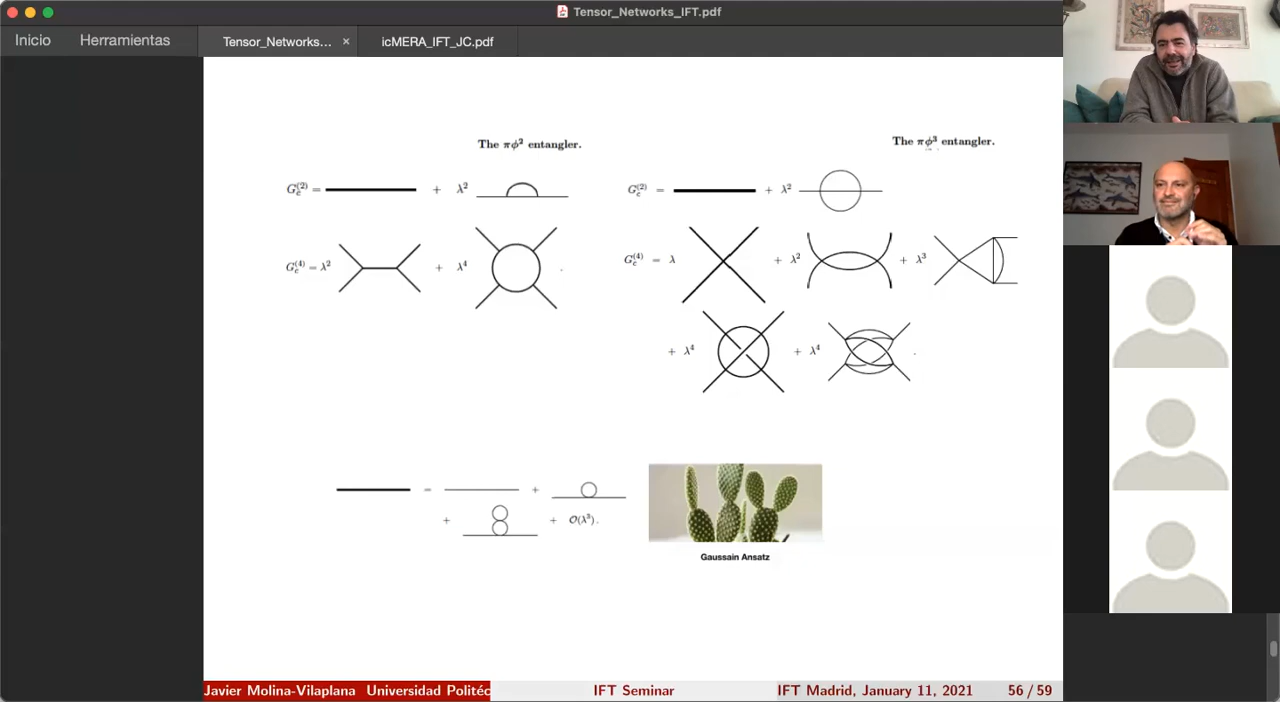 Tensor_Networks_IFT.pdf
Inicio Herramientas Tensor_Networks... × icMERA_IFT_JC.pdf
The πϕ² entangler.
The πϕ³ entangler.
G_c^(2) = + λ²
G_c^(2) = + λ²
G_c^(4) = λ² + λ⁴ .
G_c^(4) = λ + λ² + λ³
+ λ⁴ + λ⁴ .
= +
+ + O(λ³).
Gaussain Ansatz
Javier Molina-Vilaplana Universidad Politéc IFT Seminar IFT Madrid, January 11, 2021 56 / 59